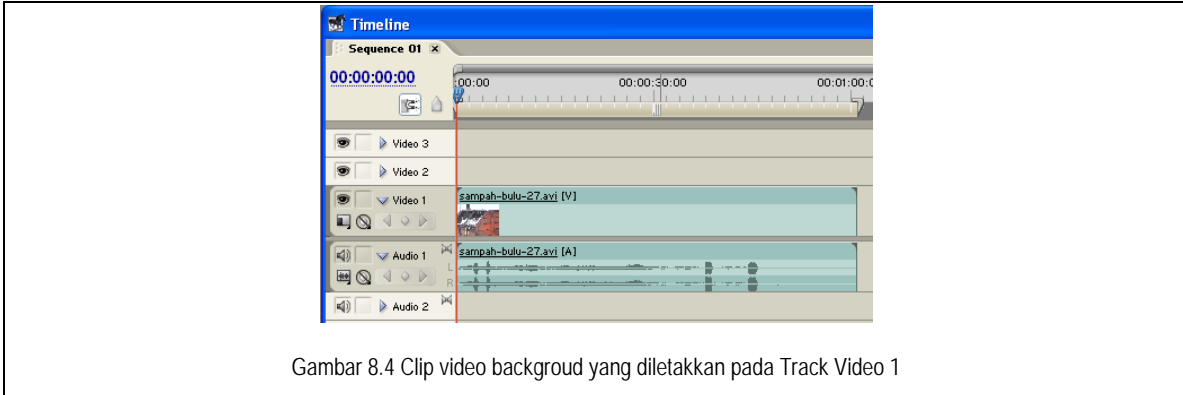 Timeline
Sequence 01
00:00:00:00
:00:00 00:00:30:00 00:01:00:0
Video 3
Video 2
Video 1
sampah-bulu-27.avi [V]
Audio 1
sampah-bulu-27.avi [A]
L
R
Audio 2
Gambar 8.4 Clip video backgroud yang diletakkan pada Track Video 1